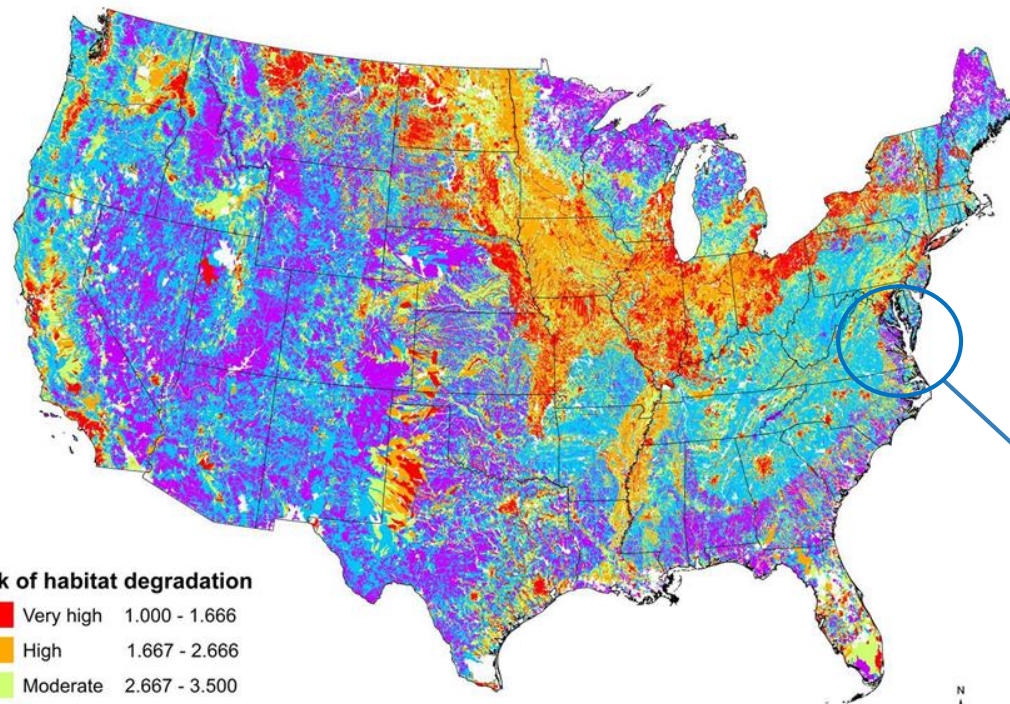 k of habitat degradation
Very high 1.000 - 1.666
High 1.667 - 2.666
Moderate 2.667 - 3.500
N